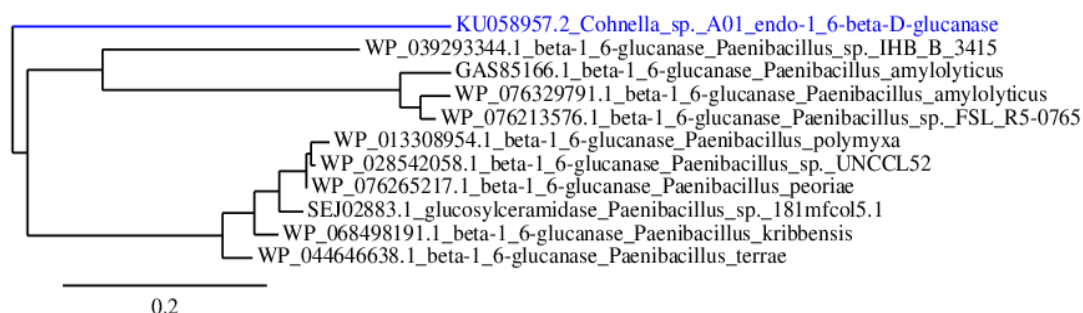 KU058957.2_Cohnella_sp._A01_endo-1_6-beta-D-glucanase
WP_039293344.1_beta-1_6-glucanase_Paenibacillus_sp._IHB_B_3415
GAS85166.1_beta-1_6-glucanase_Paenibacillus_amylolyticus
WP_076329791.1_beta-1_6-glucanase_Paenibacillus_amylolyticus
WP_076213576.1_beta-1_6-glucanase_Paenibacillus_sp._FSL_R5-0765
WP_013308954.1_beta-1_6-glucanase_Paenibacillus_polymyxa
WP_028542058.1_beta-1_6-glucanase_Paenibacillus_sp._UNCCL52
WP_076265217.1_beta-1_6-glucanase_Paenibacillus_peoriae
SEJ02883.1_glucosylceramidase_Paenibacillus_sp._181mfcol5.1
WP_068498191.1_beta-1_6-glucanase_Paenibacillus_kribbensis
WP_044646638.1_beta-1_6-glucanase_Paenibacillus_terrae
0.2